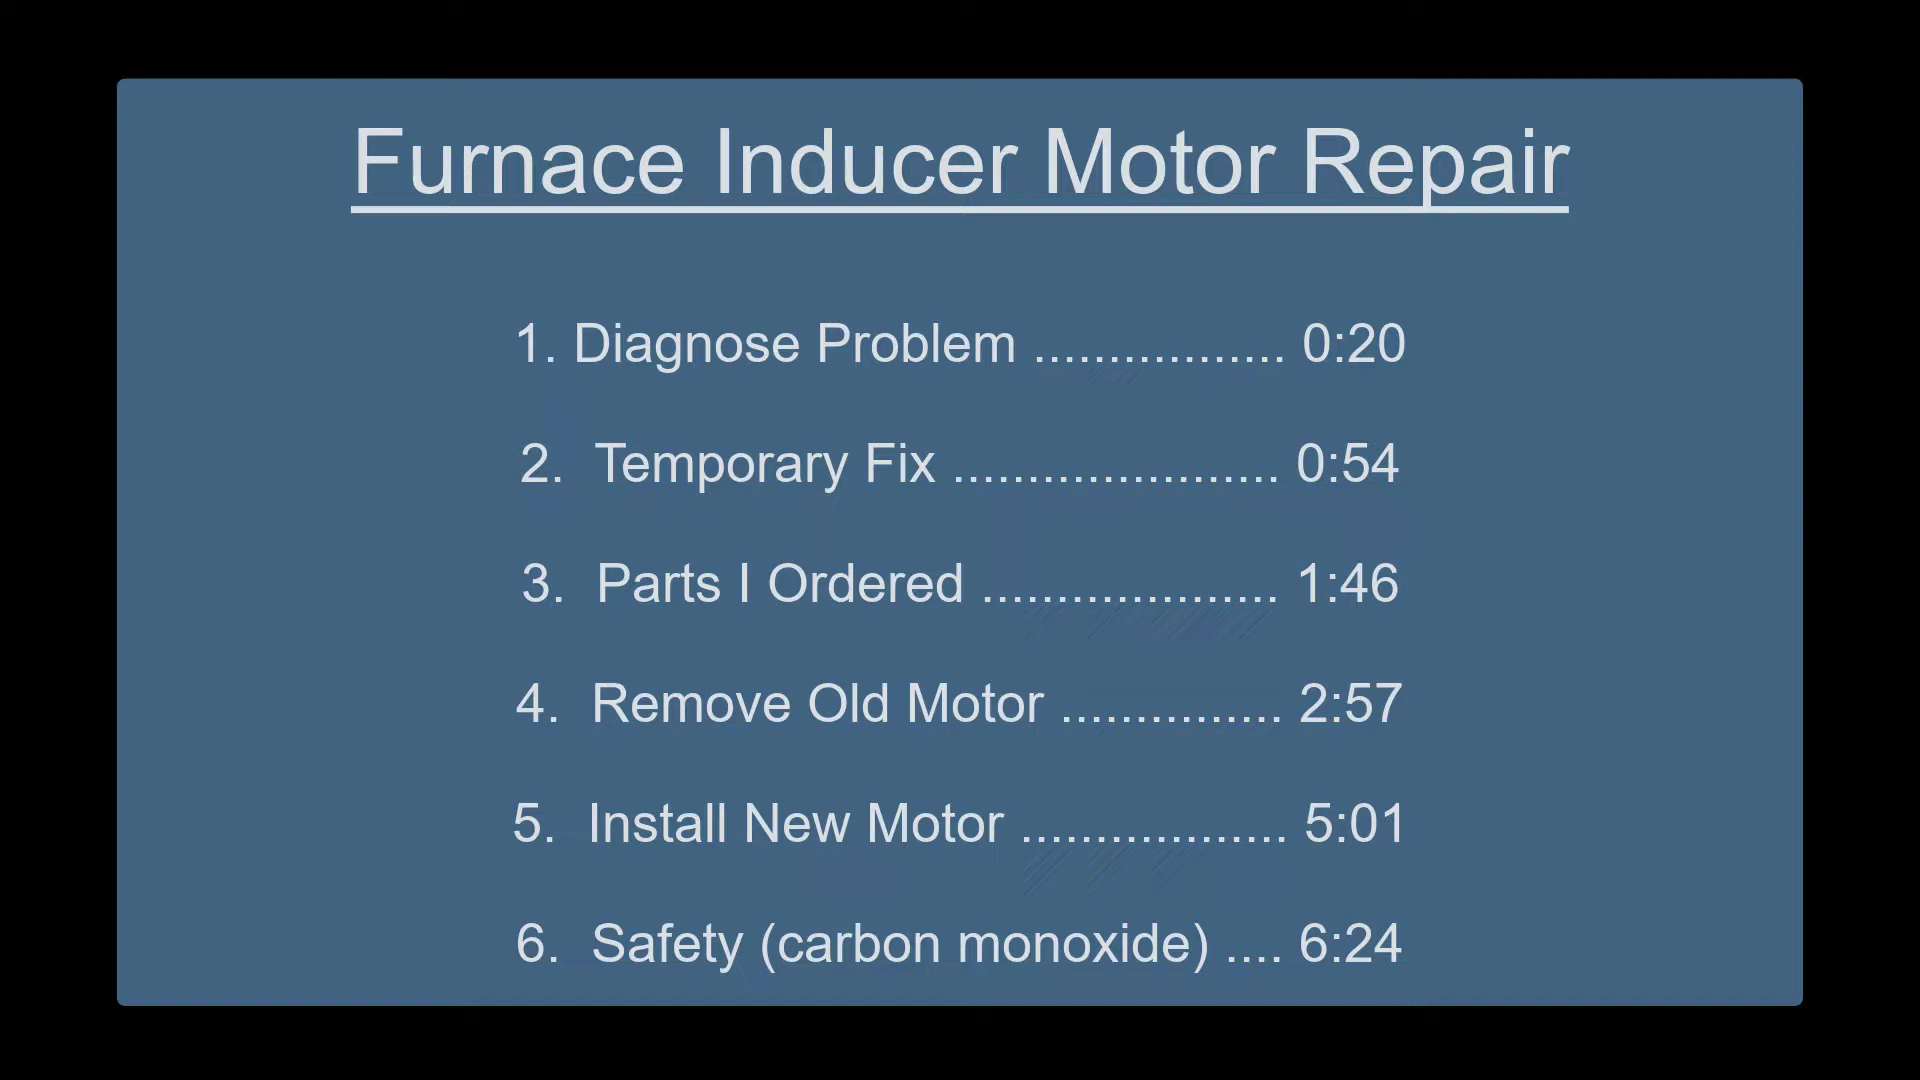 Furnace Inducer Motor Repair
1. Diagnose Problem ................. 0:20
2. Temporary Fix ...................... 0:54
3. Parts I Ordered .................... 1:46
4. Remove Old Motor ............... 2:57
5. Install New Motor .................. 5:01
6. Safety (carbon monoxide) .... 6:24